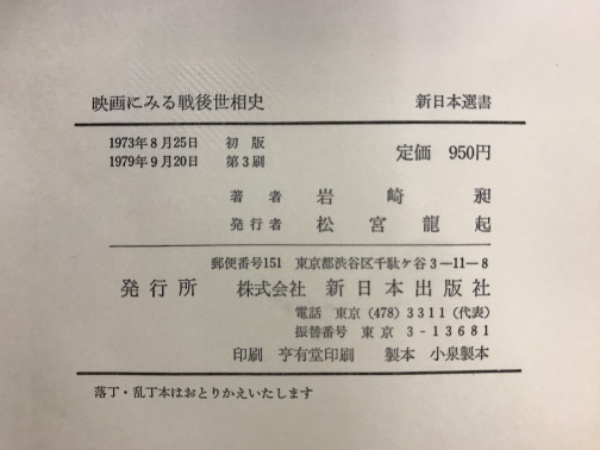 映画にみる戦後世相史 新日本選書
1973年8月25日 初版 定価 950円
1979年9月20日 第3刷
著者 岩崎昶
発行者 松宮龍起
郵便番号151 東京都渋谷区千駄ケ谷3—11—8
発行所 株式会社 新日本出版社
電話 東京 (478) 3311 (代表)
振替番号 東京 3-13681
印刷 亨有堂印刷 製本 小泉製本
落丁・乱丁本はおとりかえいたします